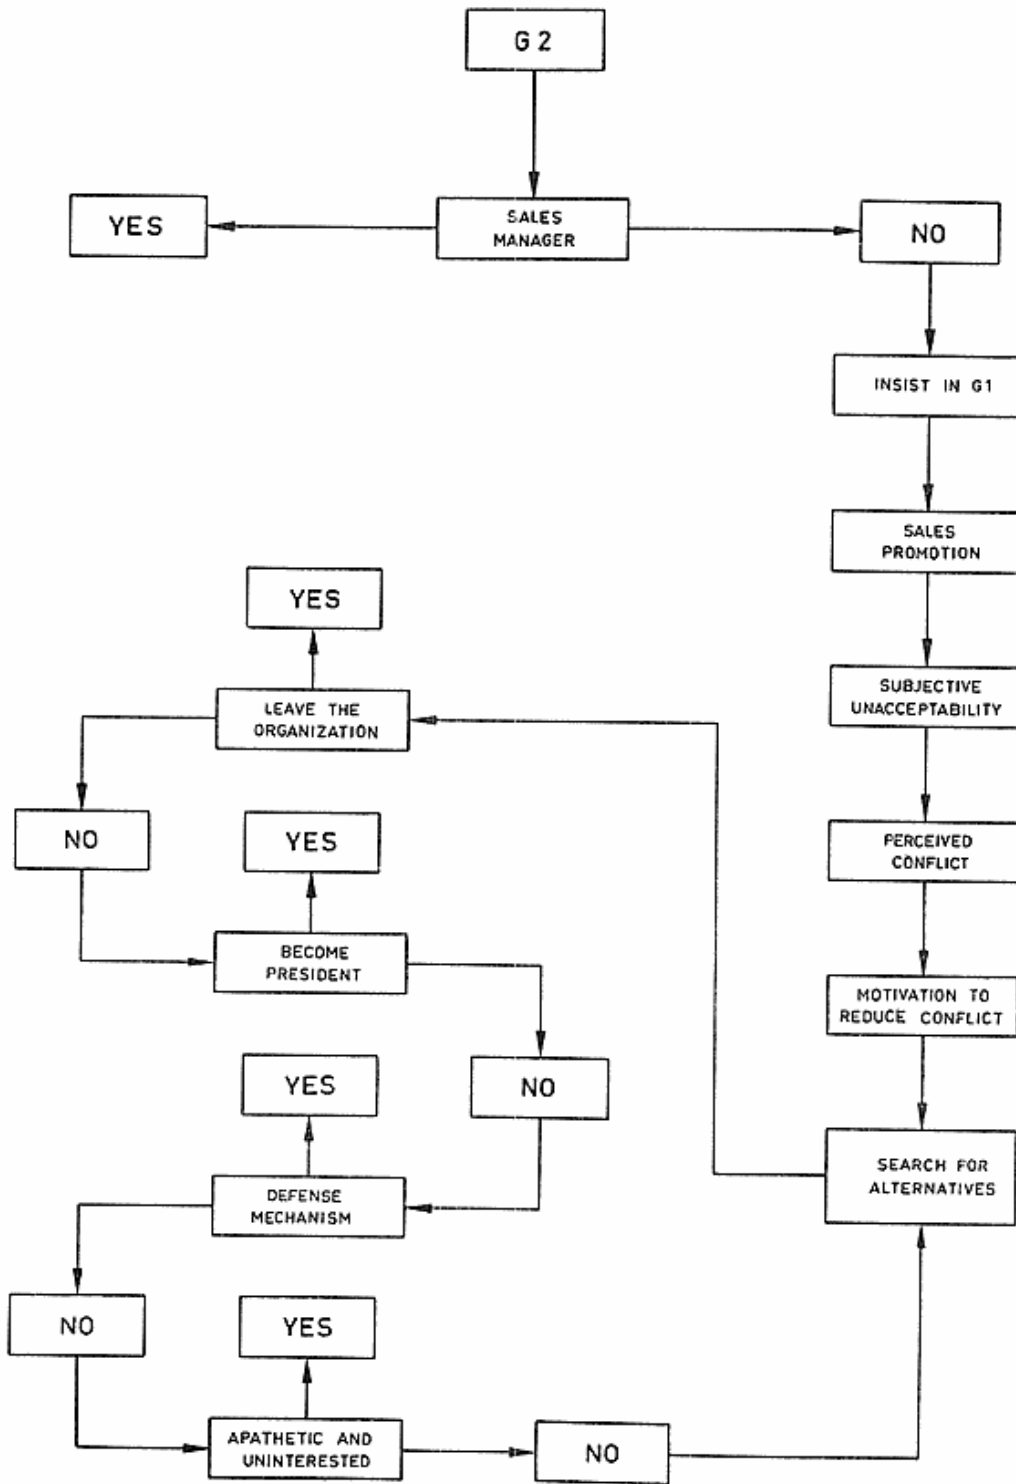 G2
YES
SALES
MANAGER
NO
INSIST IN G1
SALES
PROMOTION
YES
SUBJECTIVE
UNACCEPTABILITY
LEAVE THE
ORGANIZATION
NO
YES
PERCEIVED
CONFLICT
BECOME
PRESIDENT
MOTIVATION TO
REDUCE CONFLICT
YES
NO
SEARCH FOR
ALTERNATIVES
DEFENSE
MECHANISM
NO
YES
APATHETIC AND
UNINTERESTED
NO